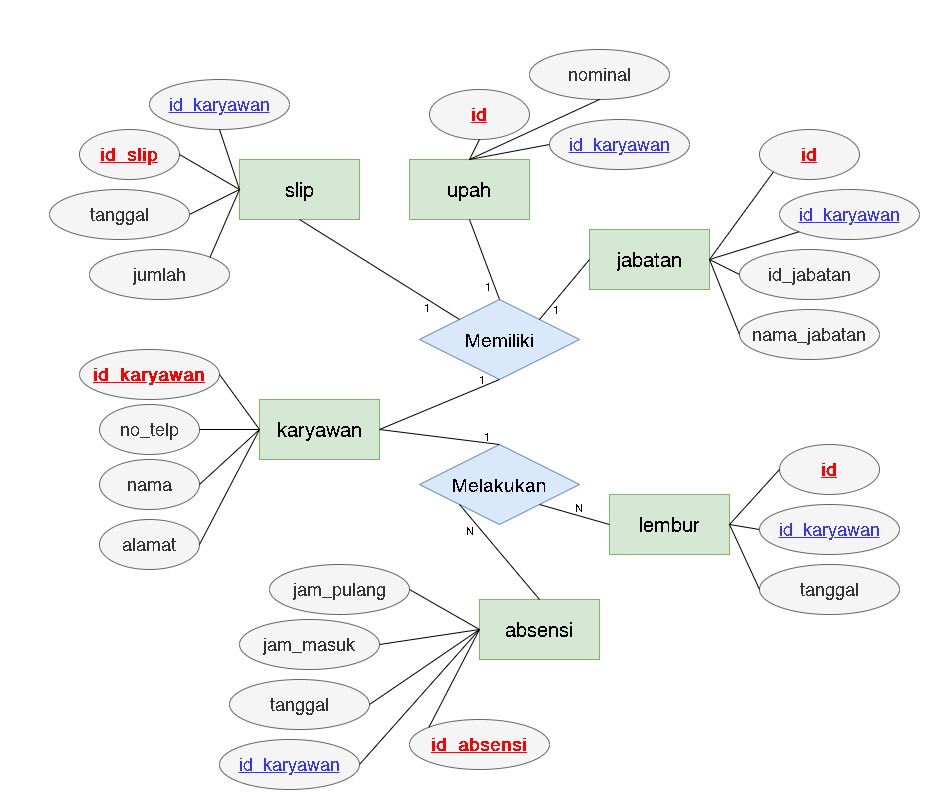 nominal
id_karyawan
id
id_karyawan
id_slip
id
tanggal
slip
upah
id_karyawan
jumlah
jabatan
id_jabatan
nama_jabatan
1
1
1
Memiliki
1
id_karyawan
no_telp
karyawan
nama
alamat
1
Melakukan
N
N
id
lembur
id_karyawan
tanggal
jam_pulang
jam_masuk
absensi
tanggal
id_karyawan
id_absensi